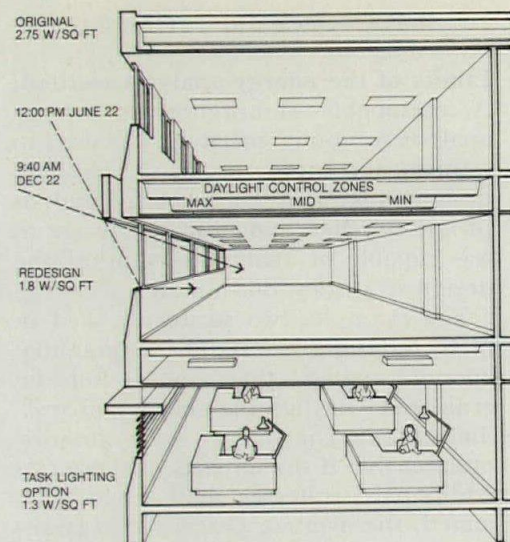 ORIGINAL
2.75 W/SQ FT
12:00 PM JUNE 22
9:40 AM
DEC 22
DAYLIGHT CONTROL ZONES
MAX MID MIN
REDESIGN
1.8 W/SQ FT
TASK LIGHTING
OPTION
1.3 W/SQ FT